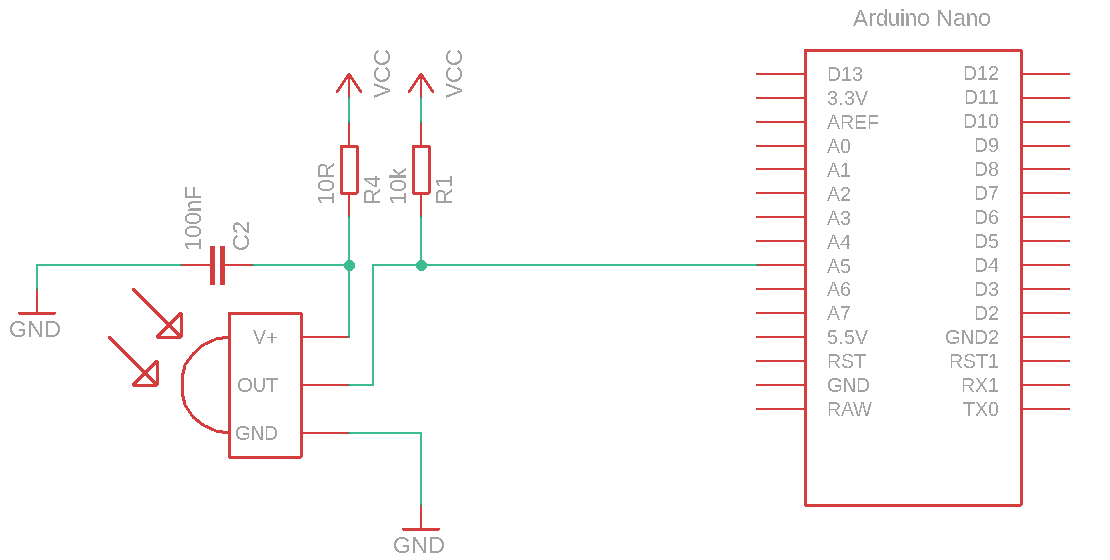 Arduino Nano
VCC
VCC
10R
R4
10k
R1
100nF
C2
GND
V+
OUT
GND
GND
D13
3.3V
AREF
A0
A1
A2
A3
A4
A5
A6
A7
5.5V
RST
GND
RAW
D12
D11
D10
D9
D8
D7
D6
D5
D4
D3
D2
GND2
RST1
RX1
TX0